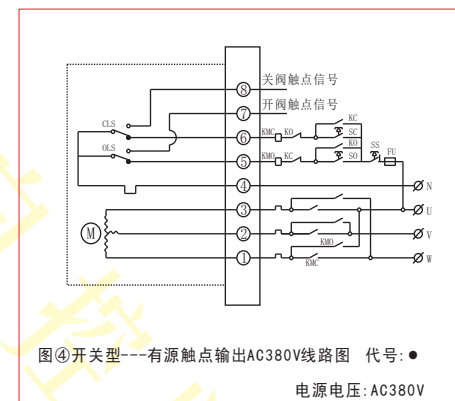 ⑧ 关阀触点信号
⑦ 开阀触点信号
KC
CLS ⑥ KMC KO SC
KO SS FU
OLS ⑤ KMO KC SO
④ N
③ U
M ② V
KMO
① KMC W
图④开关型---有源触点输出AC380V线路图 代号:●
电源电压:AC380V